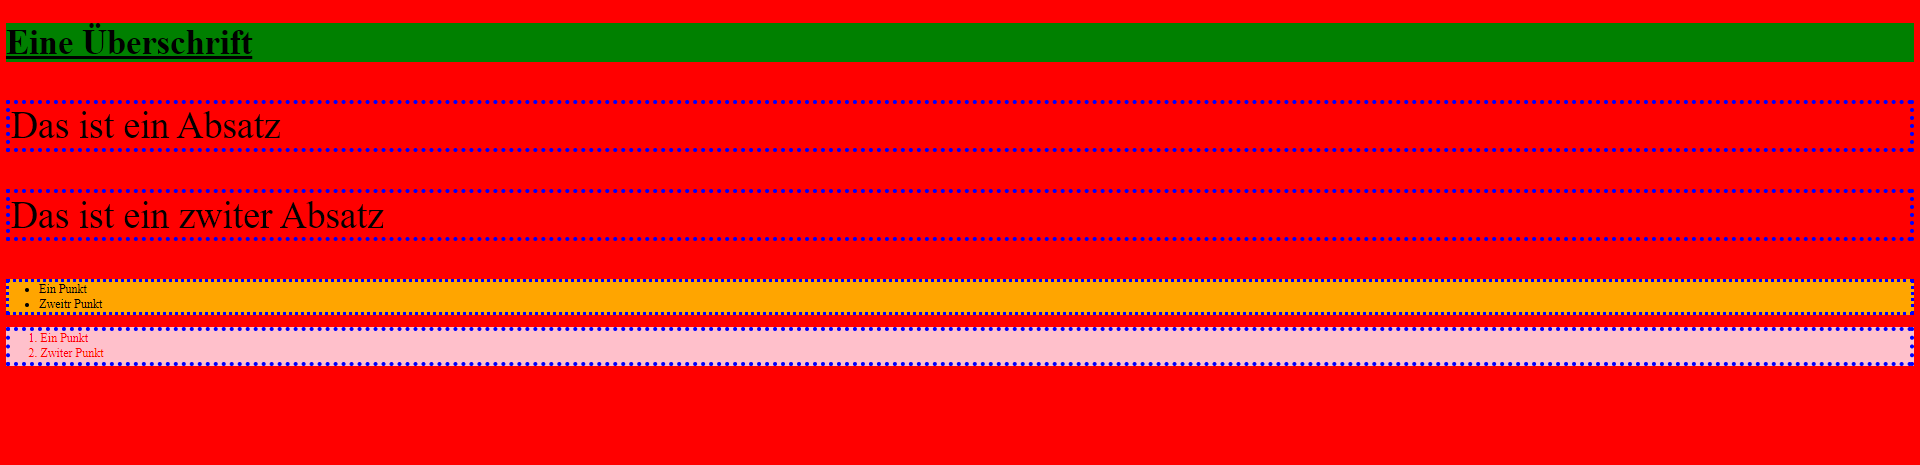 Eine Überschrift
Das ist ein Absatz
Das ist ein zwiter Absatz
• Ein Punkt
• Zweitr Punkt
1. Ein Punkt
2. Zwiter Punkt